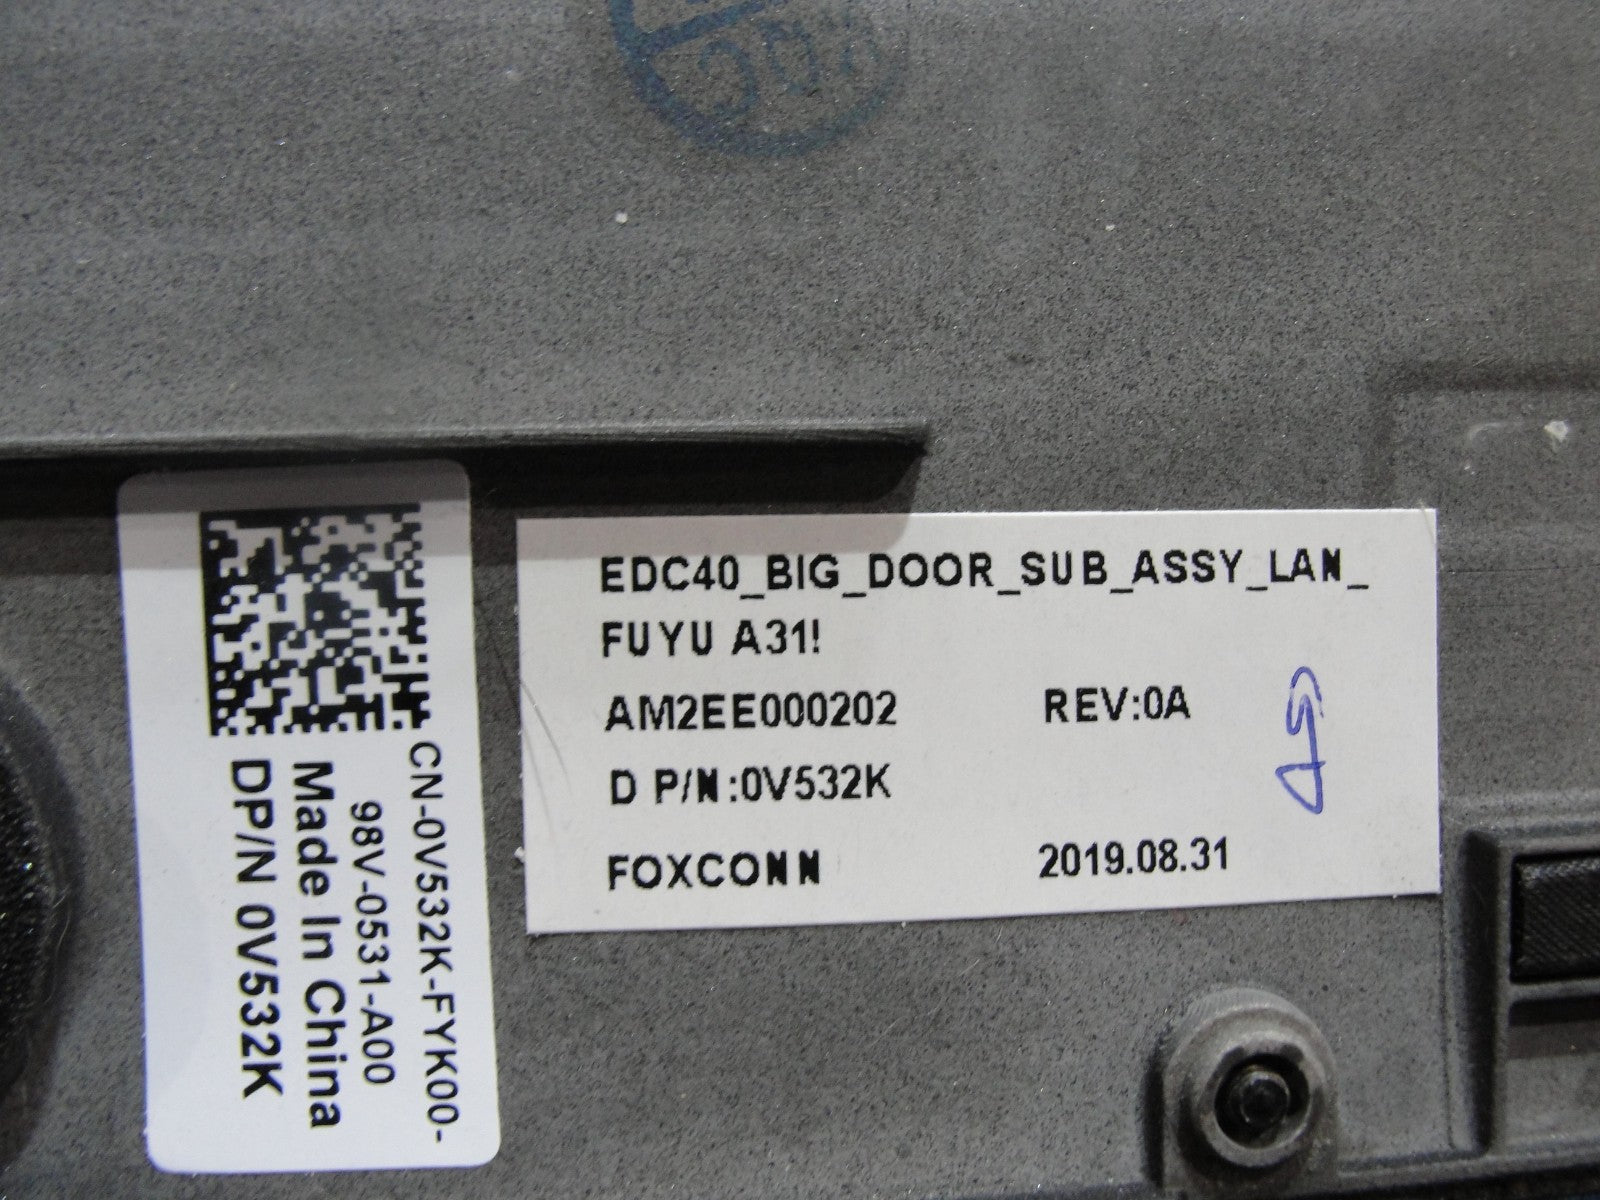 CN-0V532K-FYK00-
98V-0531-A00
Made In China
DP/N 0V532K
EDC40_BIG_DOOR_SUB_ASSY_LAN_
FUYU A31!
AM2EE000202 REV:0A
D P/N:0V532K
FOXCONN 2019.08.31